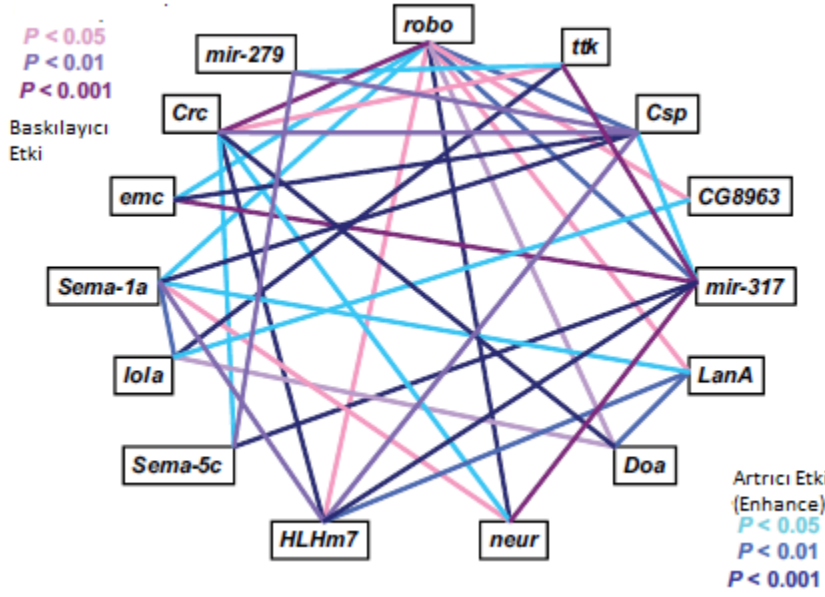 P < 0.05
P < 0.01
P < 0.001
Baskılayıcı
Etki
robo
ttk
mir-279
Crc
Csp
emc
CG8963
Sema-1a
mir-317
lola
LanA
Sema-5c
Doa
HLHm7
neur
Artrıcı Etki
(Enhance)
P < 0.05
P < 0.01
P < 0.001